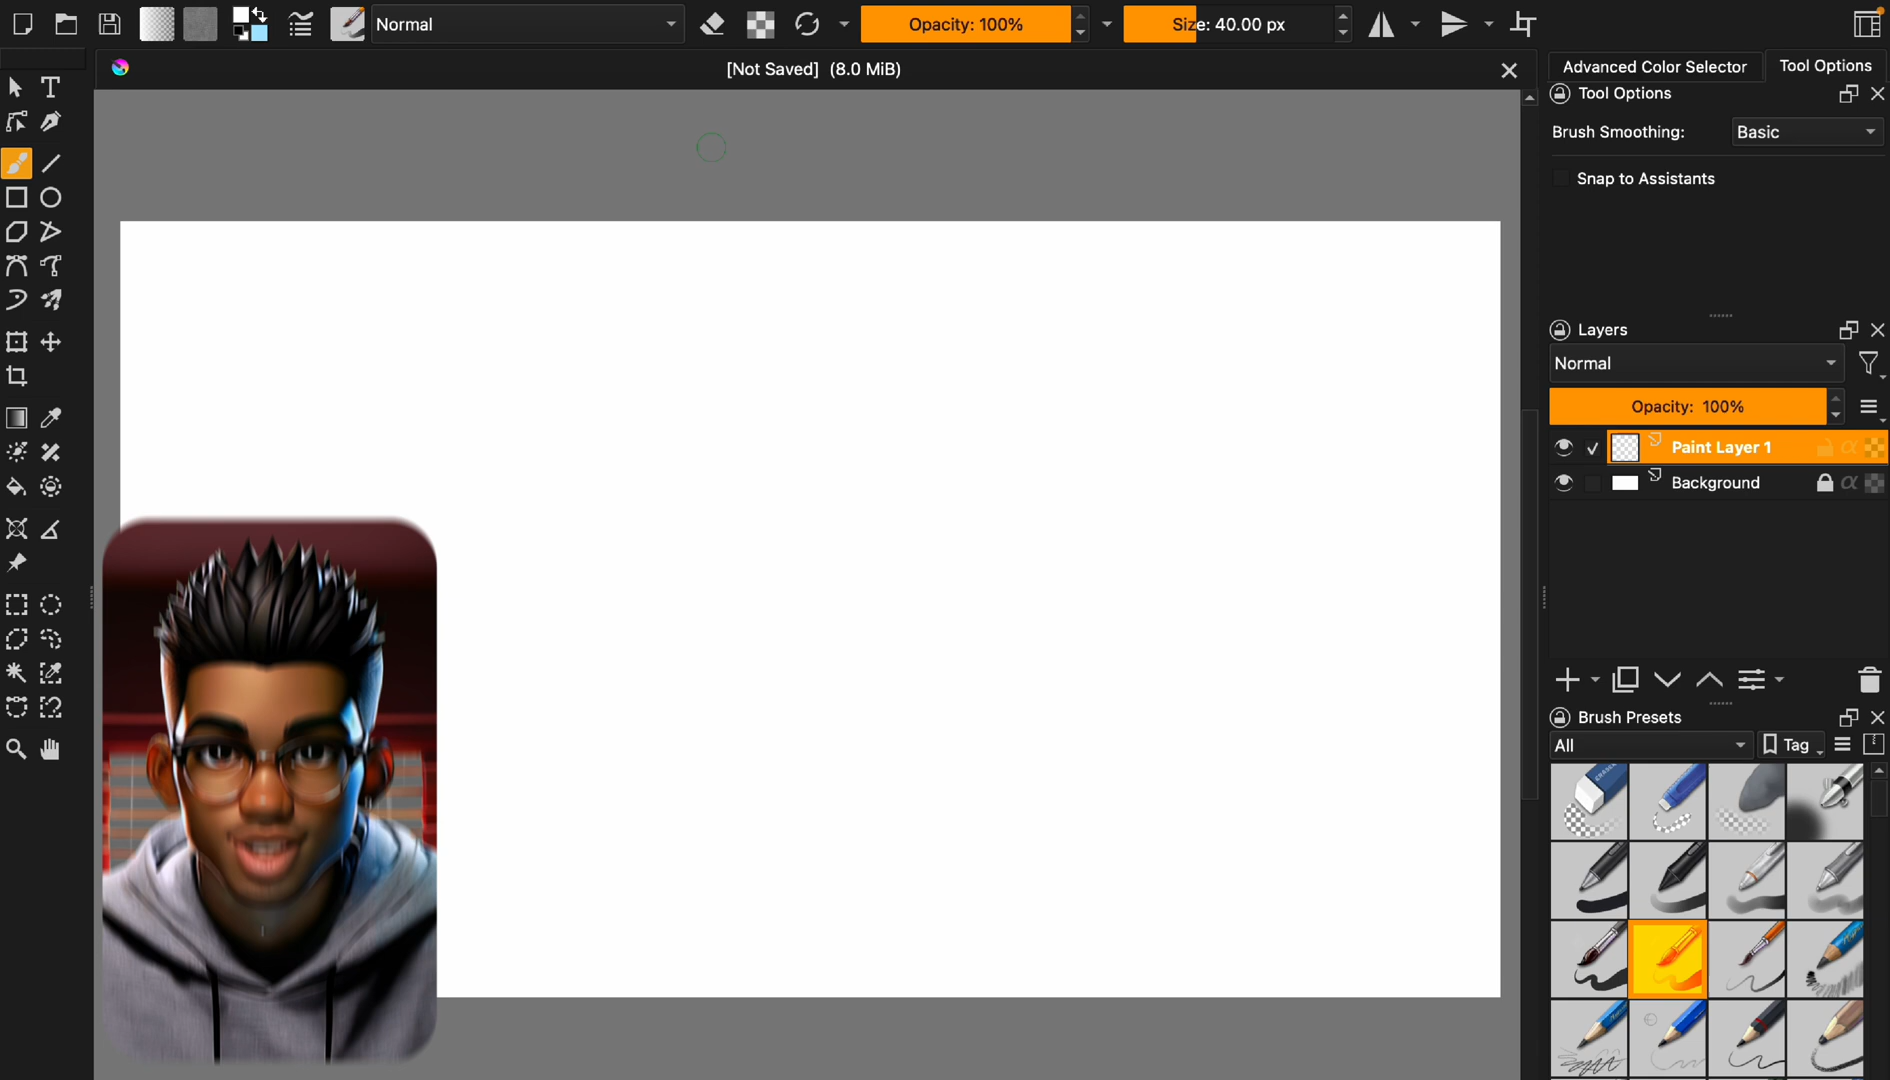 Normal
Opacity: 100%
Size: 40.00 px
[Not Saved] (8.0 MiB)
Advanced Color Selector
Tool Options
Tool Options
Brush Smoothing:
Basic
Snap to Assistants
Layers
Normal
Opacity: 100%
Paint Layer 1
Background
Brush Presets
All
Tag